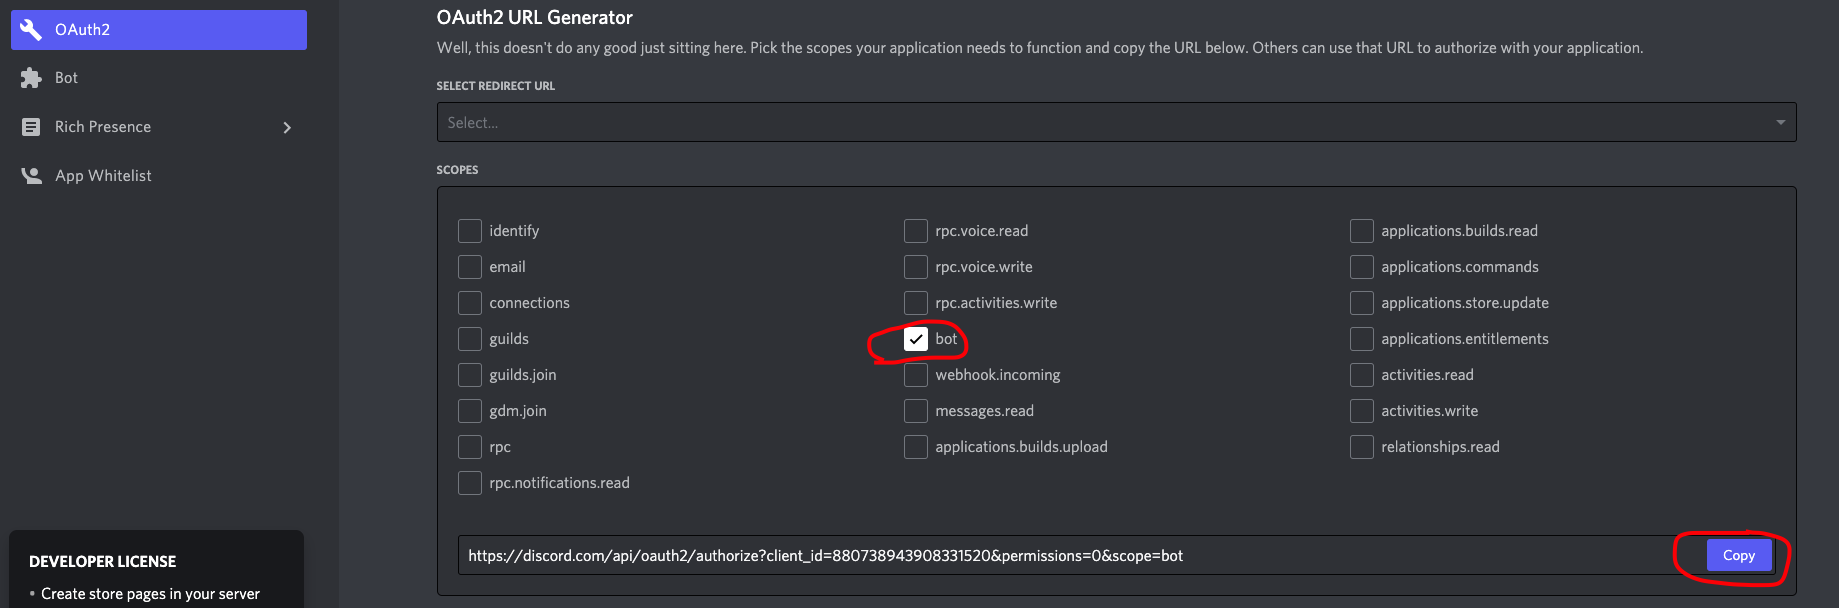 OAuth2
Bot
Rich Presence
App Whitelist
DEVELOPER LICENSE
• Create store pages in your server
OAuth2 URL Generator
Well, this doesn't do any good just sitting here. Pick the scopes your application needs to function and copy the URL below. Others can use that URL to authorize with your application.
SELECT REDIRECT URL
Select...
SCOPES
identify
email
connections
guilds
guilds.join
gdm.join
rpc
rpc.notifications.read
rpc.voice.read
rpc.voice.write
rpc.activities.write
bot
webhook.incoming
messages.read
applications.builds.upload
applications.builds.read
applications.commands
applications.store.update
applications.entitlements
activities.read
activities.write
relationships.read
https://discord.com/api/oauth2/authorize?client_id=880738943908331520&permissions=0&scope=bot
Copy